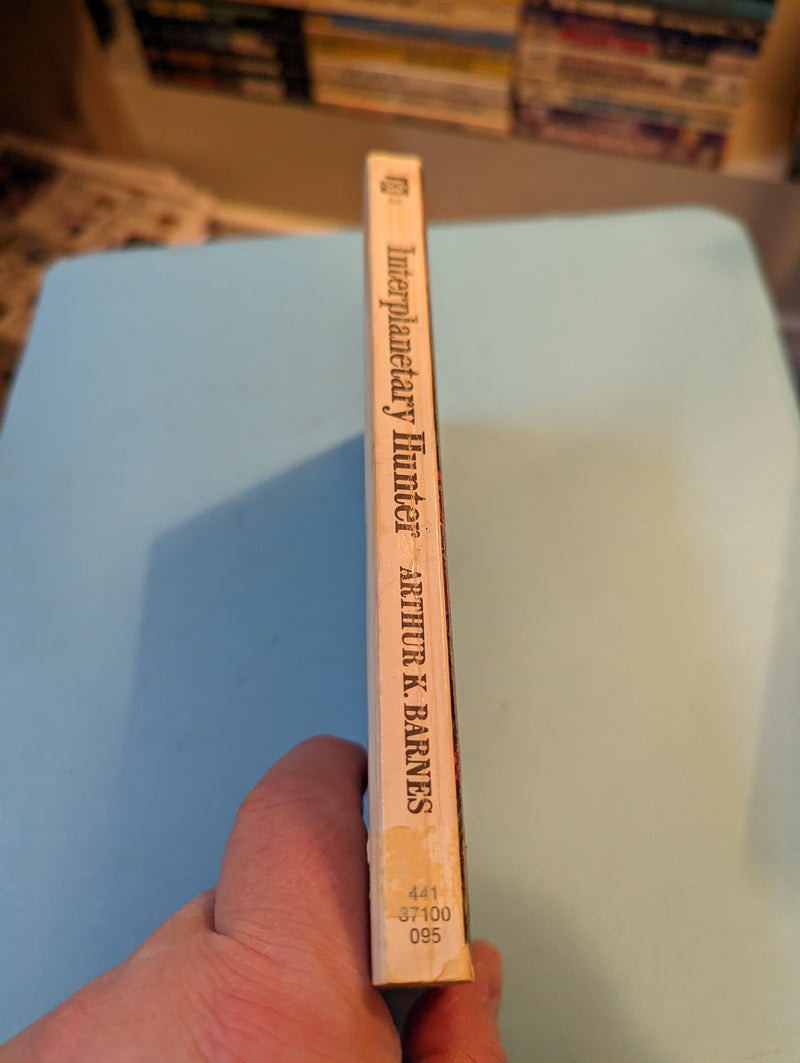 Interplanetary Hunter ARTHUR K. BARNES
441
37100
095